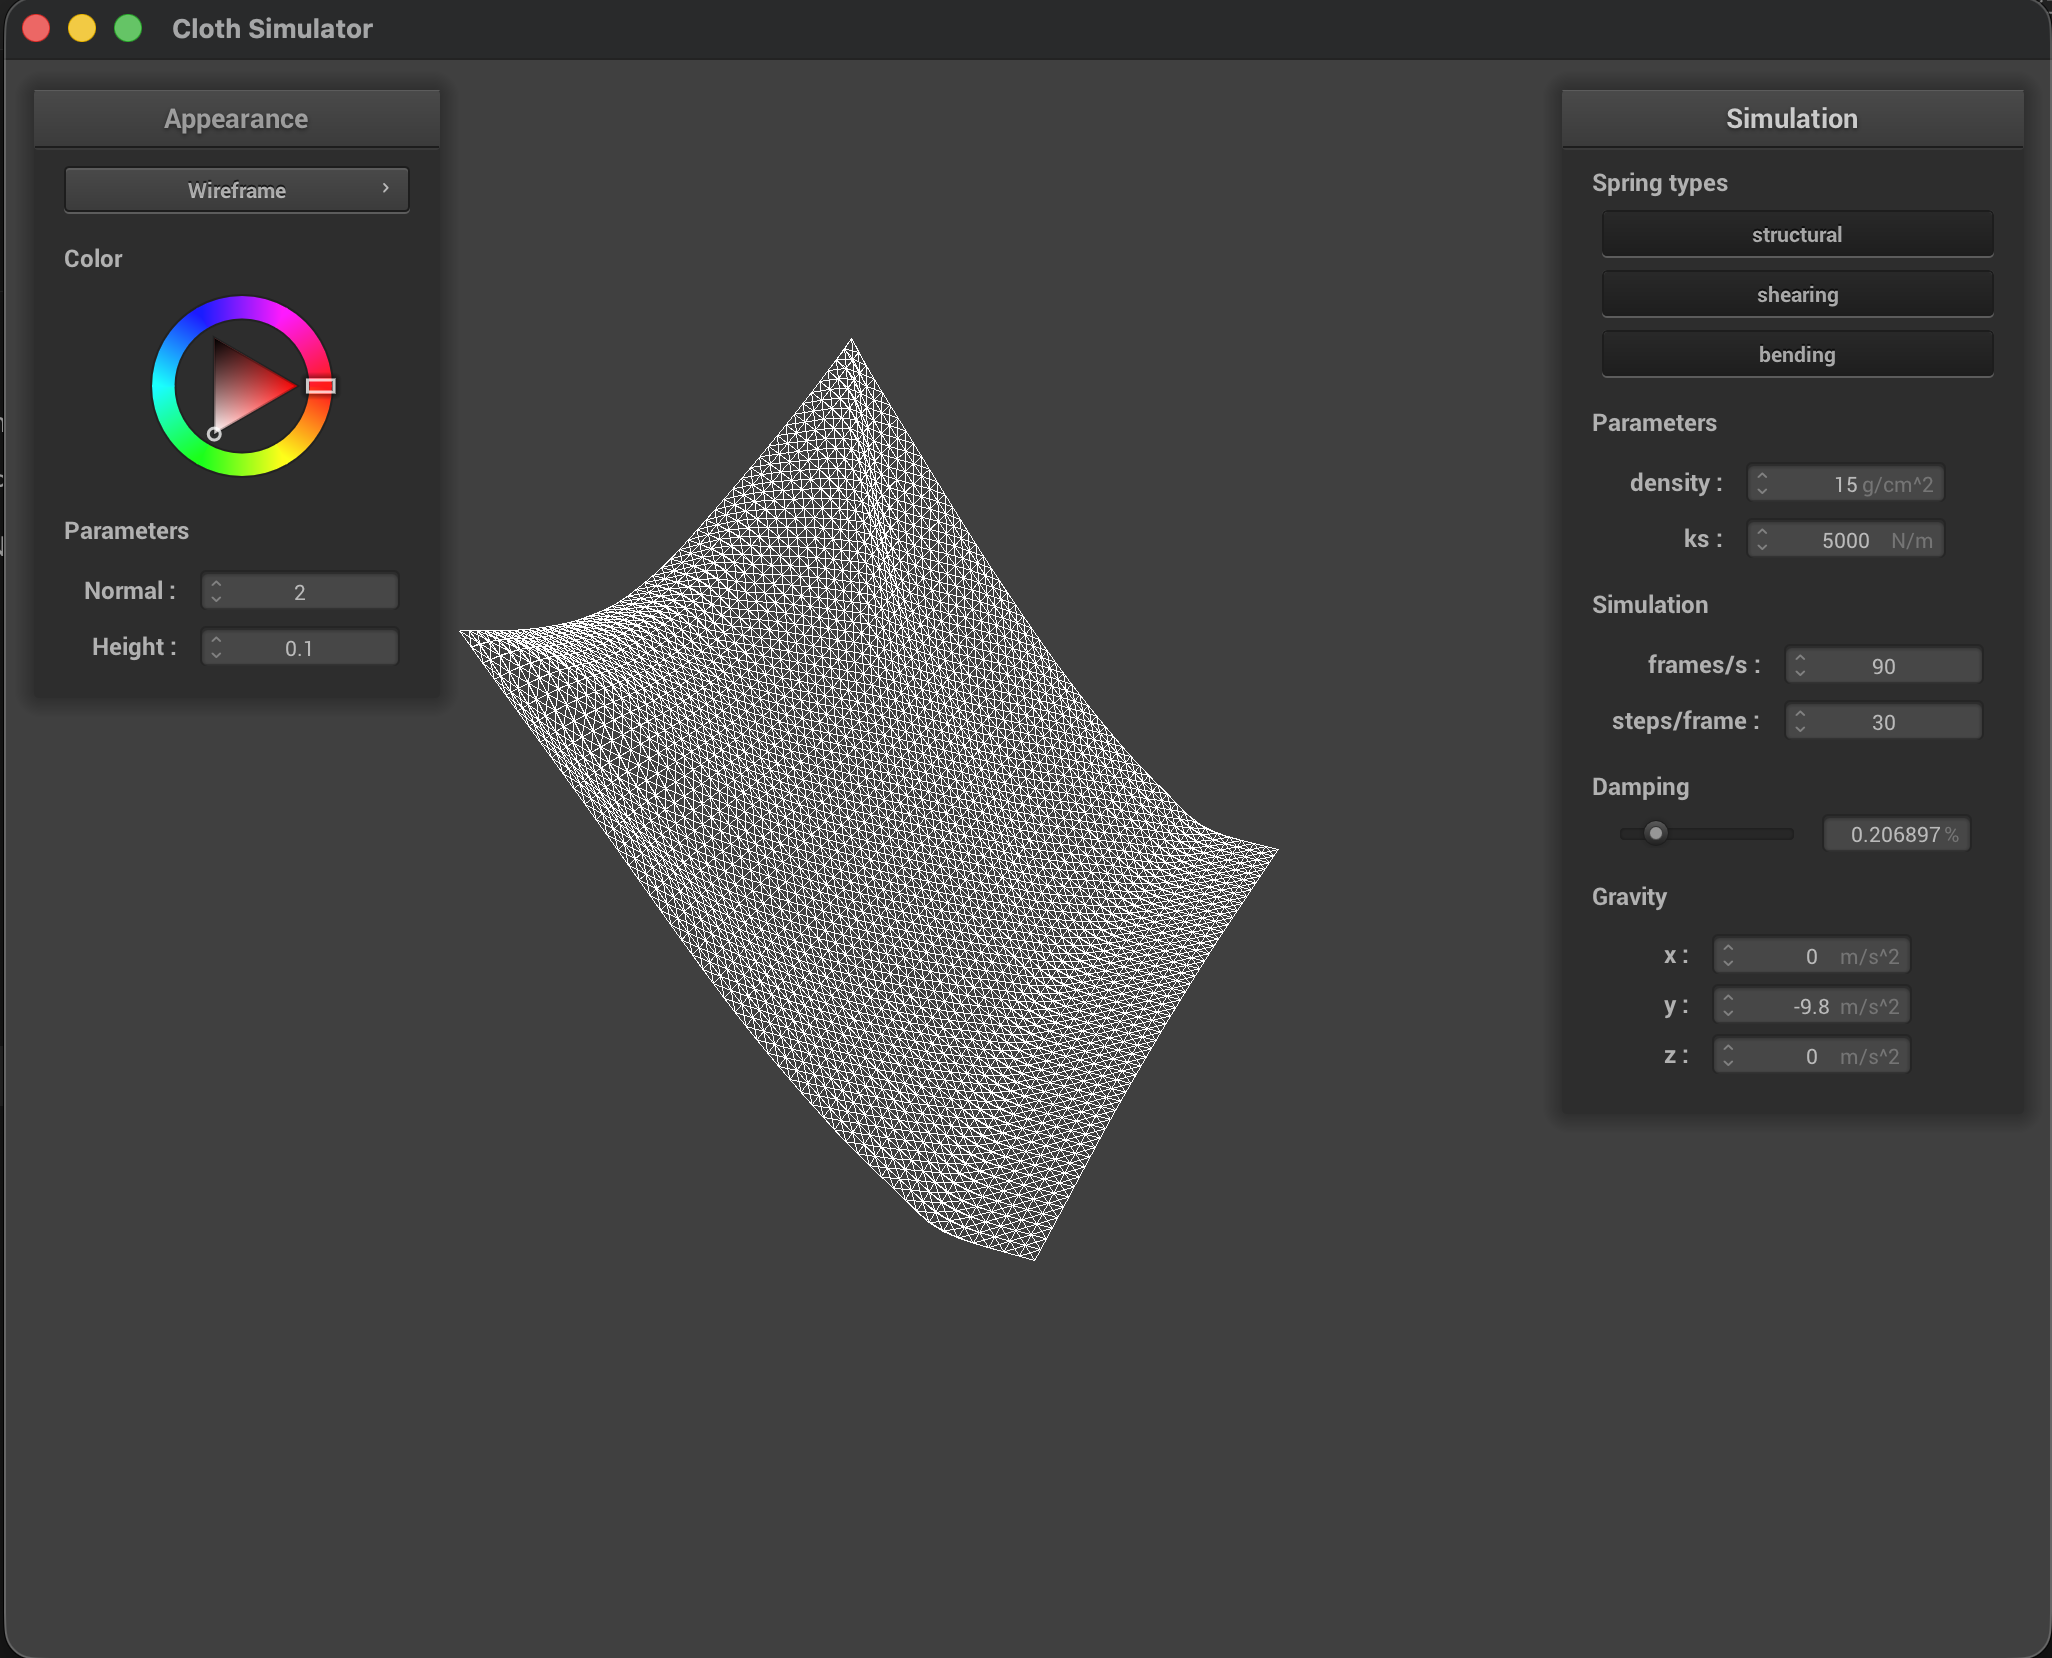 Cloth Simulator
Appearance
Wireframe
Color
Parameters
Normal : 2
Height : 0.1
Simulation
Spring types
structural
shearing
bending
Parameters
density : 15 g/cm^2
ks : 5000 N/m
Simulation
frames/s : 90
steps/frame : 30
Damping
0.206897 %
Gravity
x : 0 m/s^2
y : -9.8 m/s^2
z : 0 m/s^2